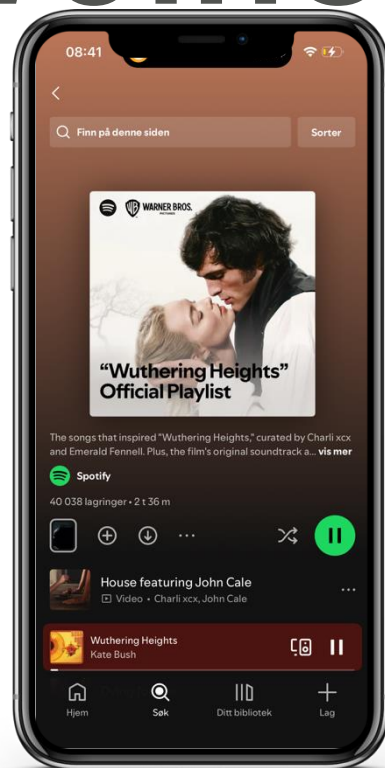 08:41
Finn på denne siden
Sorter
WARNER BROS.
PICTURES
"Wuthering Heights"
Official Playlist
The songs that inspired "Wuthering Heights," curated by Charli xcx
and Emerald Fennell. Plus, the film's original soundtrack a... vis mer
Spotify
40 038 lagringer • 2 t 36 m
House featuring John Cale
Video • Charli xcx, John Cale
Wuthering Heights
Kate Bush
Hjem
Søk
Ditt bibliotek
Lag